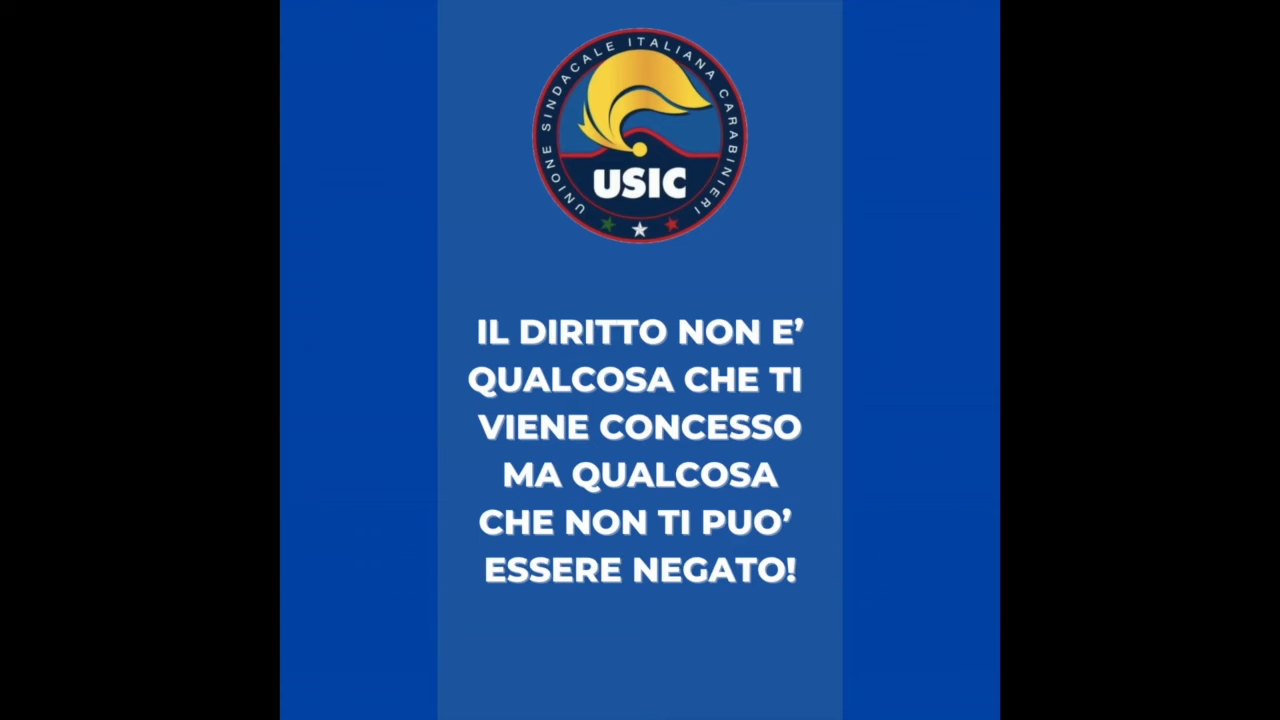 UNIONE SINDACALE ITALIANA CARABINIERI
USIC
IL DIRITTO NON E’
QUALCOSA CHE TI
VIENE CONCESSO
MA QUALCOSA
CHE NON TI PUO’
ESSERE NEGATO!